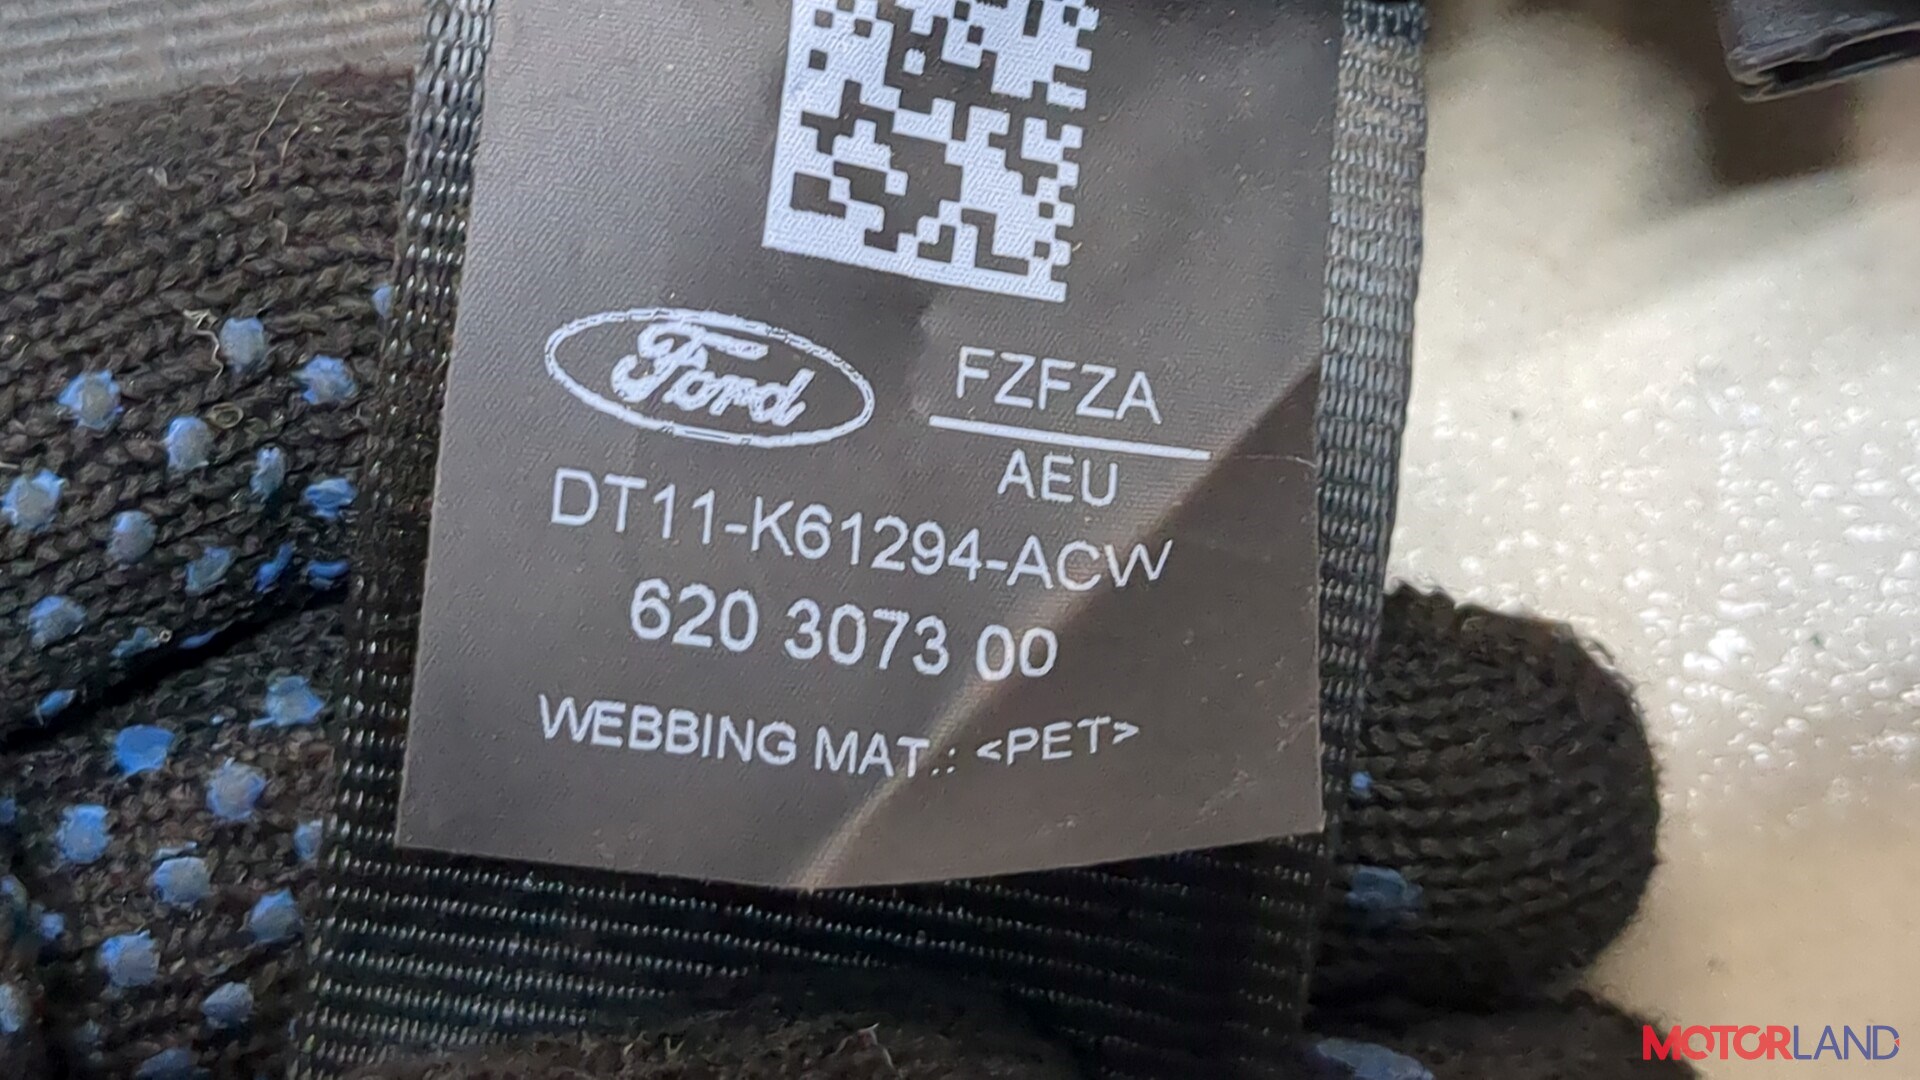 Ford
FZFZA
AEU
DT11-K61294-ACW
620 3073 00
WEBBING MAT.: <PET>
MOTORLAND